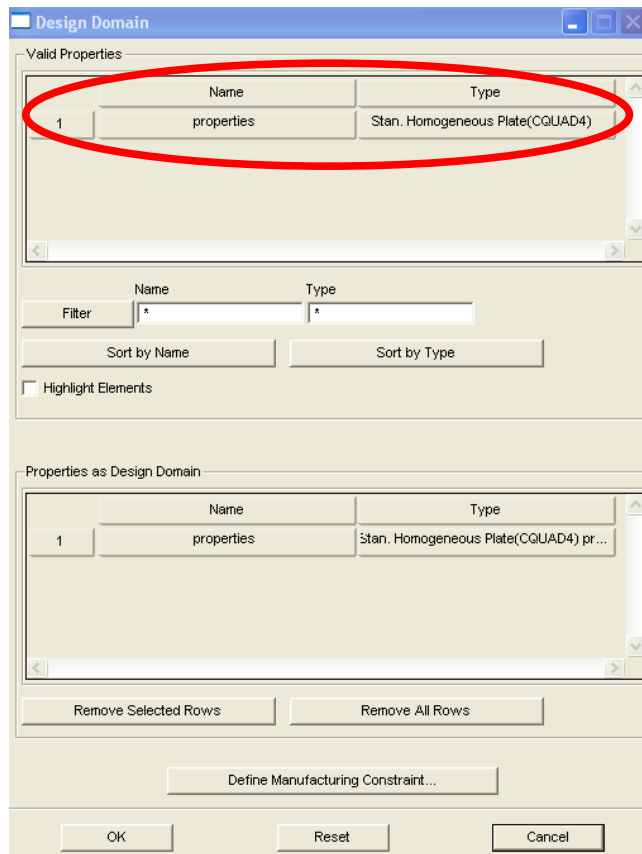 Design Domain
Valid Properties
Name Type
1 properties Stan. Homogeneous Plate(CQUAD4)
Name Type
Filter * *
Sort by Name Sort by Type
Highlight Elements
Properties as Design Domain
Name Type
1 properties Stan. Homogeneous Plate(CQUAD4) pr...
Remove Selected Rows Remove All Rows
Define Manufacturing Constraint...
OK Reset Cancel